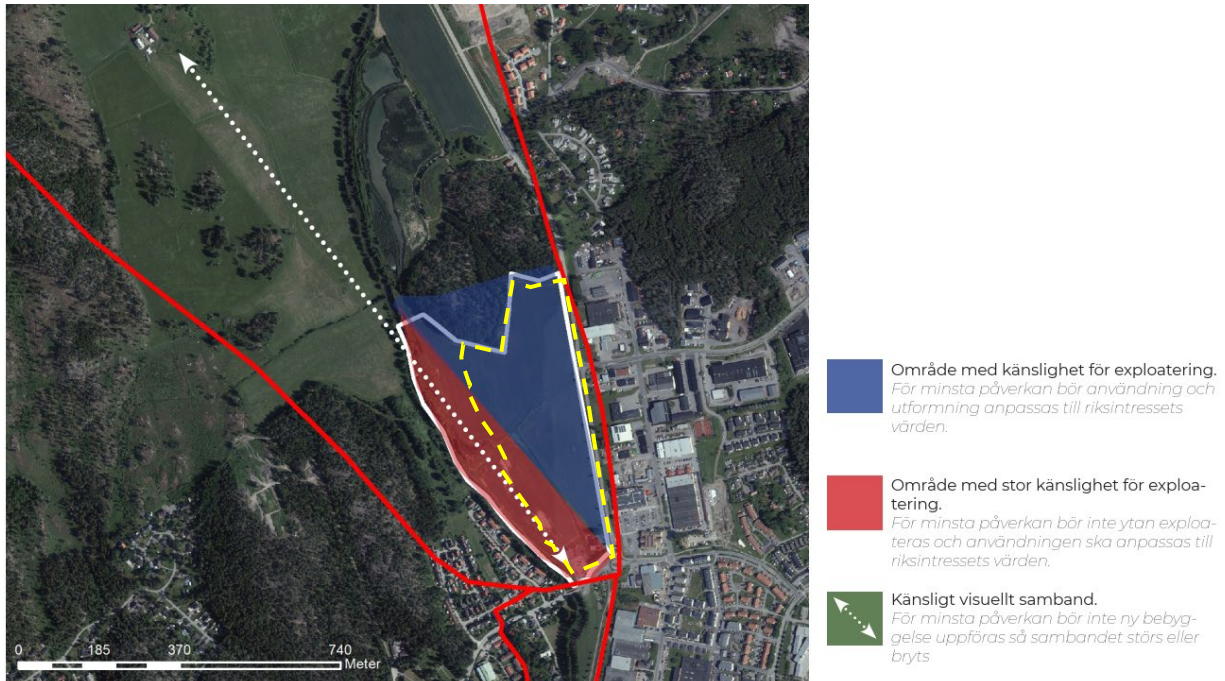 Område med känslighet för exploatering.
För minsta påverkan bör användning och
utformning anpassas till riksintressets
värden.
Område med stor känslighet för exploa-
tering.
För minsta påverkan bör inte ytan exploa-
teras och användningen ska anpassas till
riksintressets värden.
Känsligt visuellt samband.
För minsta påverkan bör inte ny bebyg-
gelse uppföras så sambandet störs eller
bryts
0 185 370 740
Meter